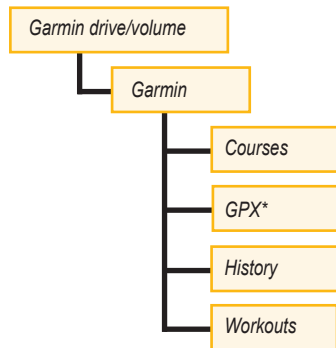 Garmin drive/volume
Garmin
Courses
GPX*
History
Workouts